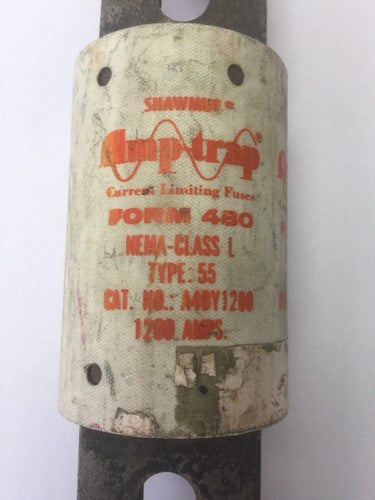 SHAWMUT ®
Amp-trap®
Current Limiting Fuses
FORM 480
NEMA-CLASS L
TYPE: 55
CAT. NO.: A4BY1200
1200 AMPS.